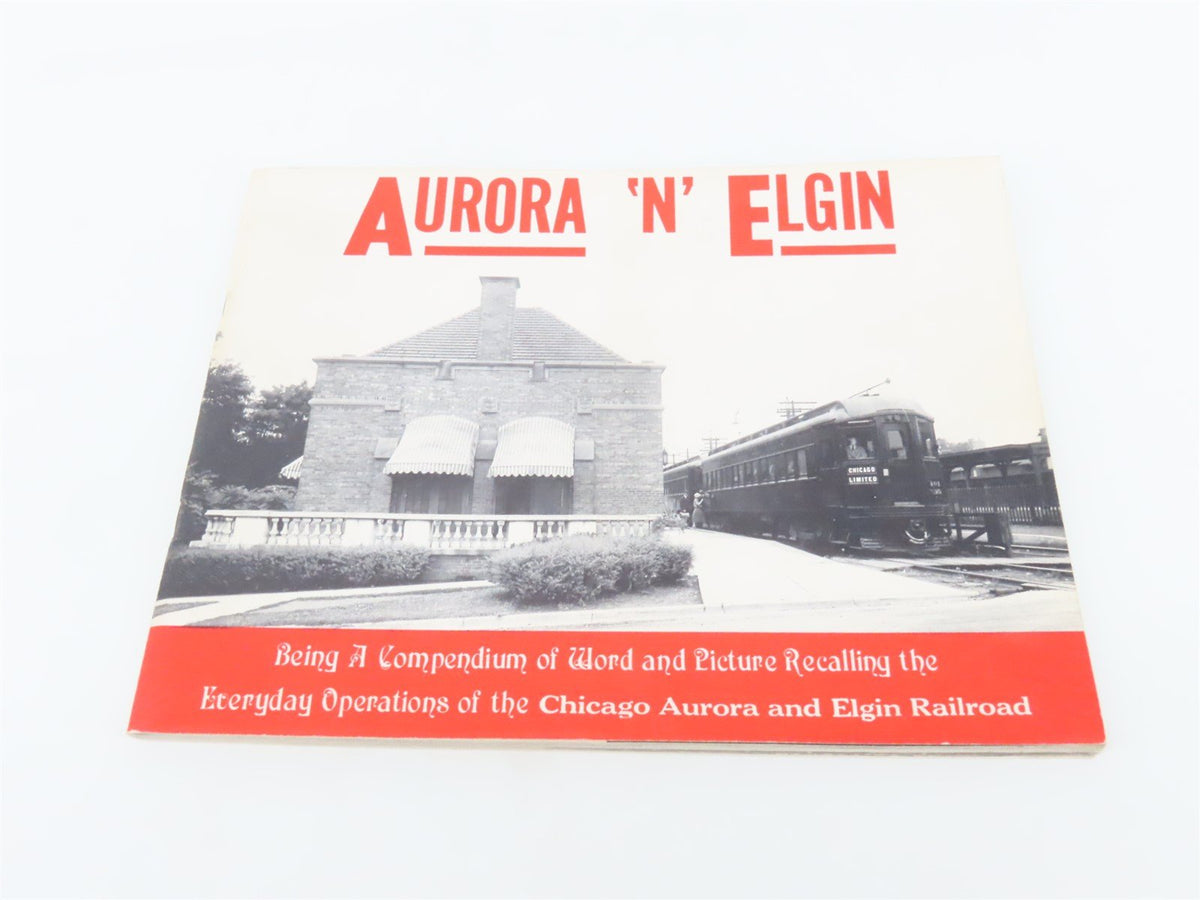 AURORA 'N' ELGIN
CHICAGO
LIMITED
Being A Compendium of Word and Picture Recalling the
Everyday Operations of the Chicago Aurora and Elgin Railroad